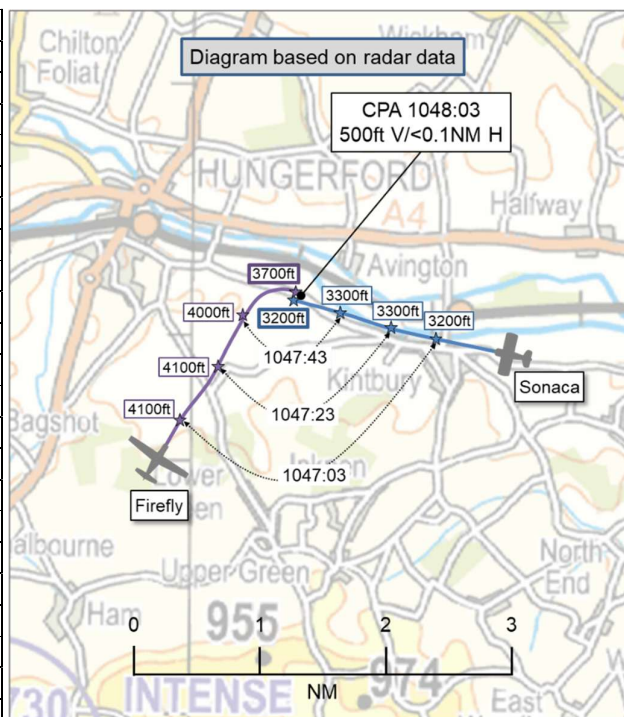 Chilton
Foliat
Wickham
Diagram based on radar data
CPA 1048:03
500ft V/<0.1NM H
HUNGERFORD
A4
Halfway
Avington
3700ft
3300ft
4000ft
3200ft
3300ft
3200ft
1047:43
4100ft
Kintbury
Sonaca
1047:23
4100ft
Bagshot
1047:03
Lower
Inkpen
Firefly
Green
albourne
Upper Green
North
End
Ham
955
0
1
2
3
974
NM
730
INTENSE
East